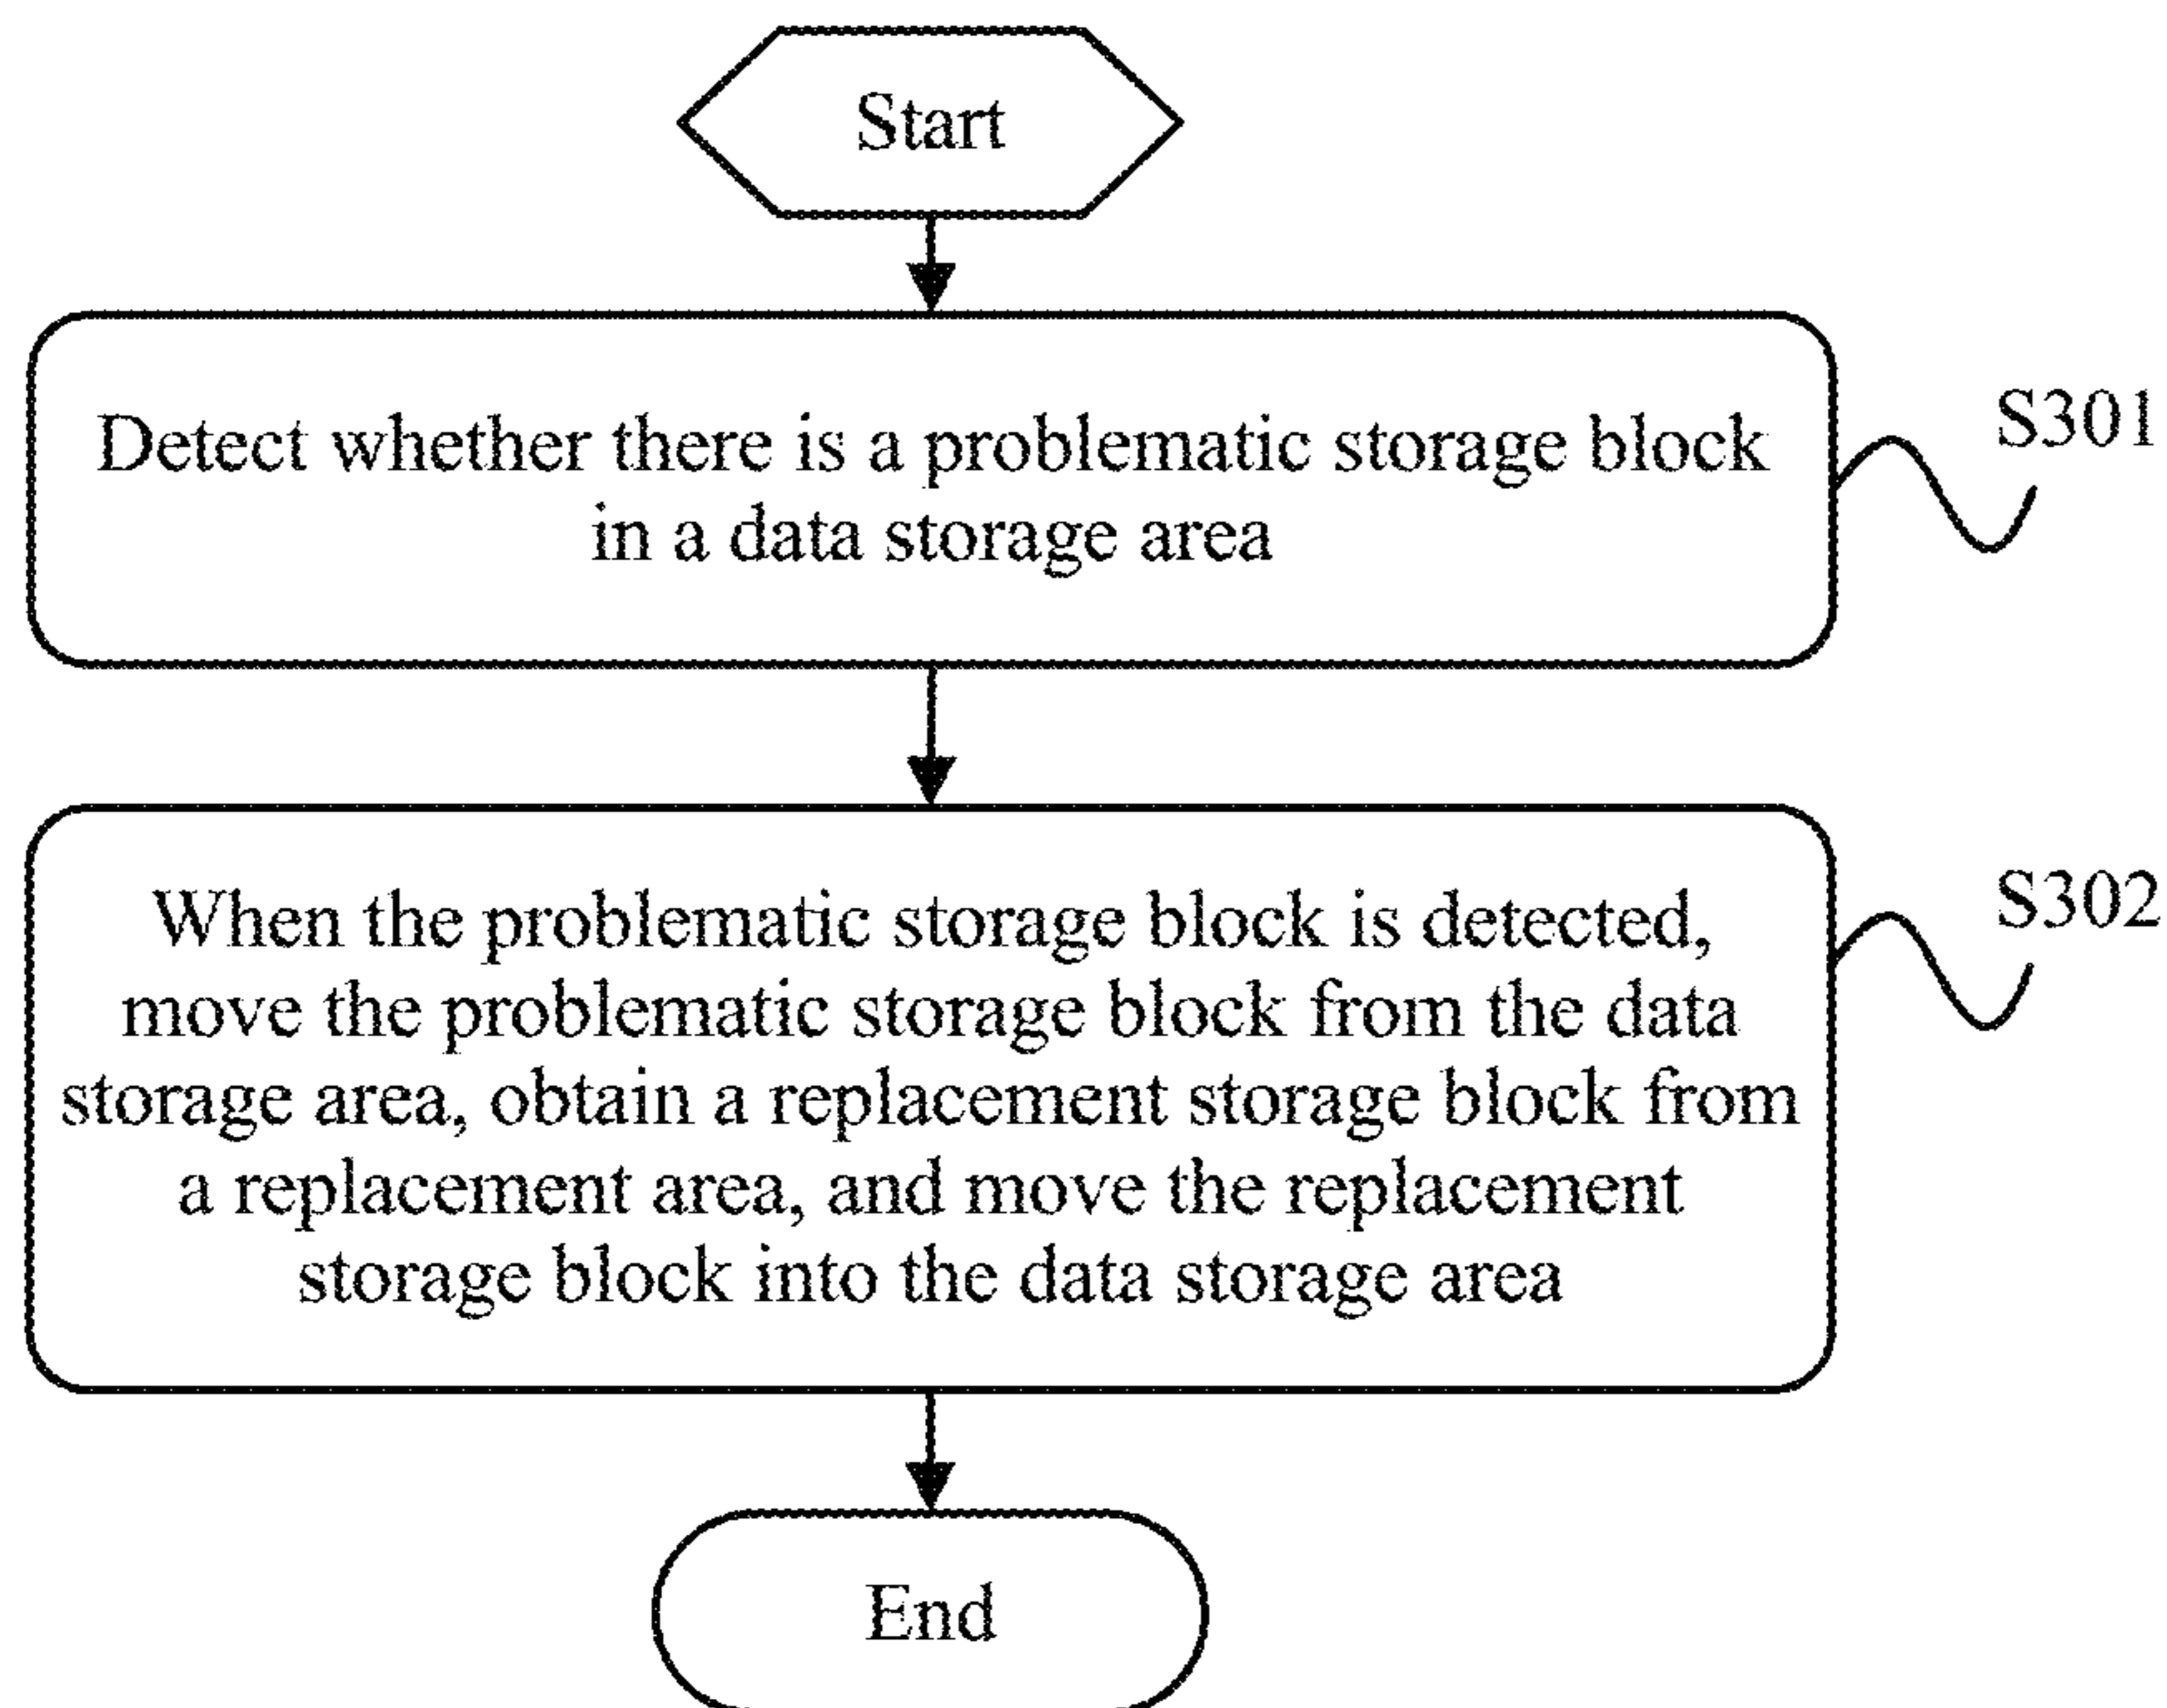 Start
Detect whether there is a problematic storage block
in a data storage area
S301
When the problematic storage block is detected,
move the problematic storage block from the data
storage area, obtain a replacement storage block from
a replacement area, and move the replacement
storage block into the data storage area
S302
End